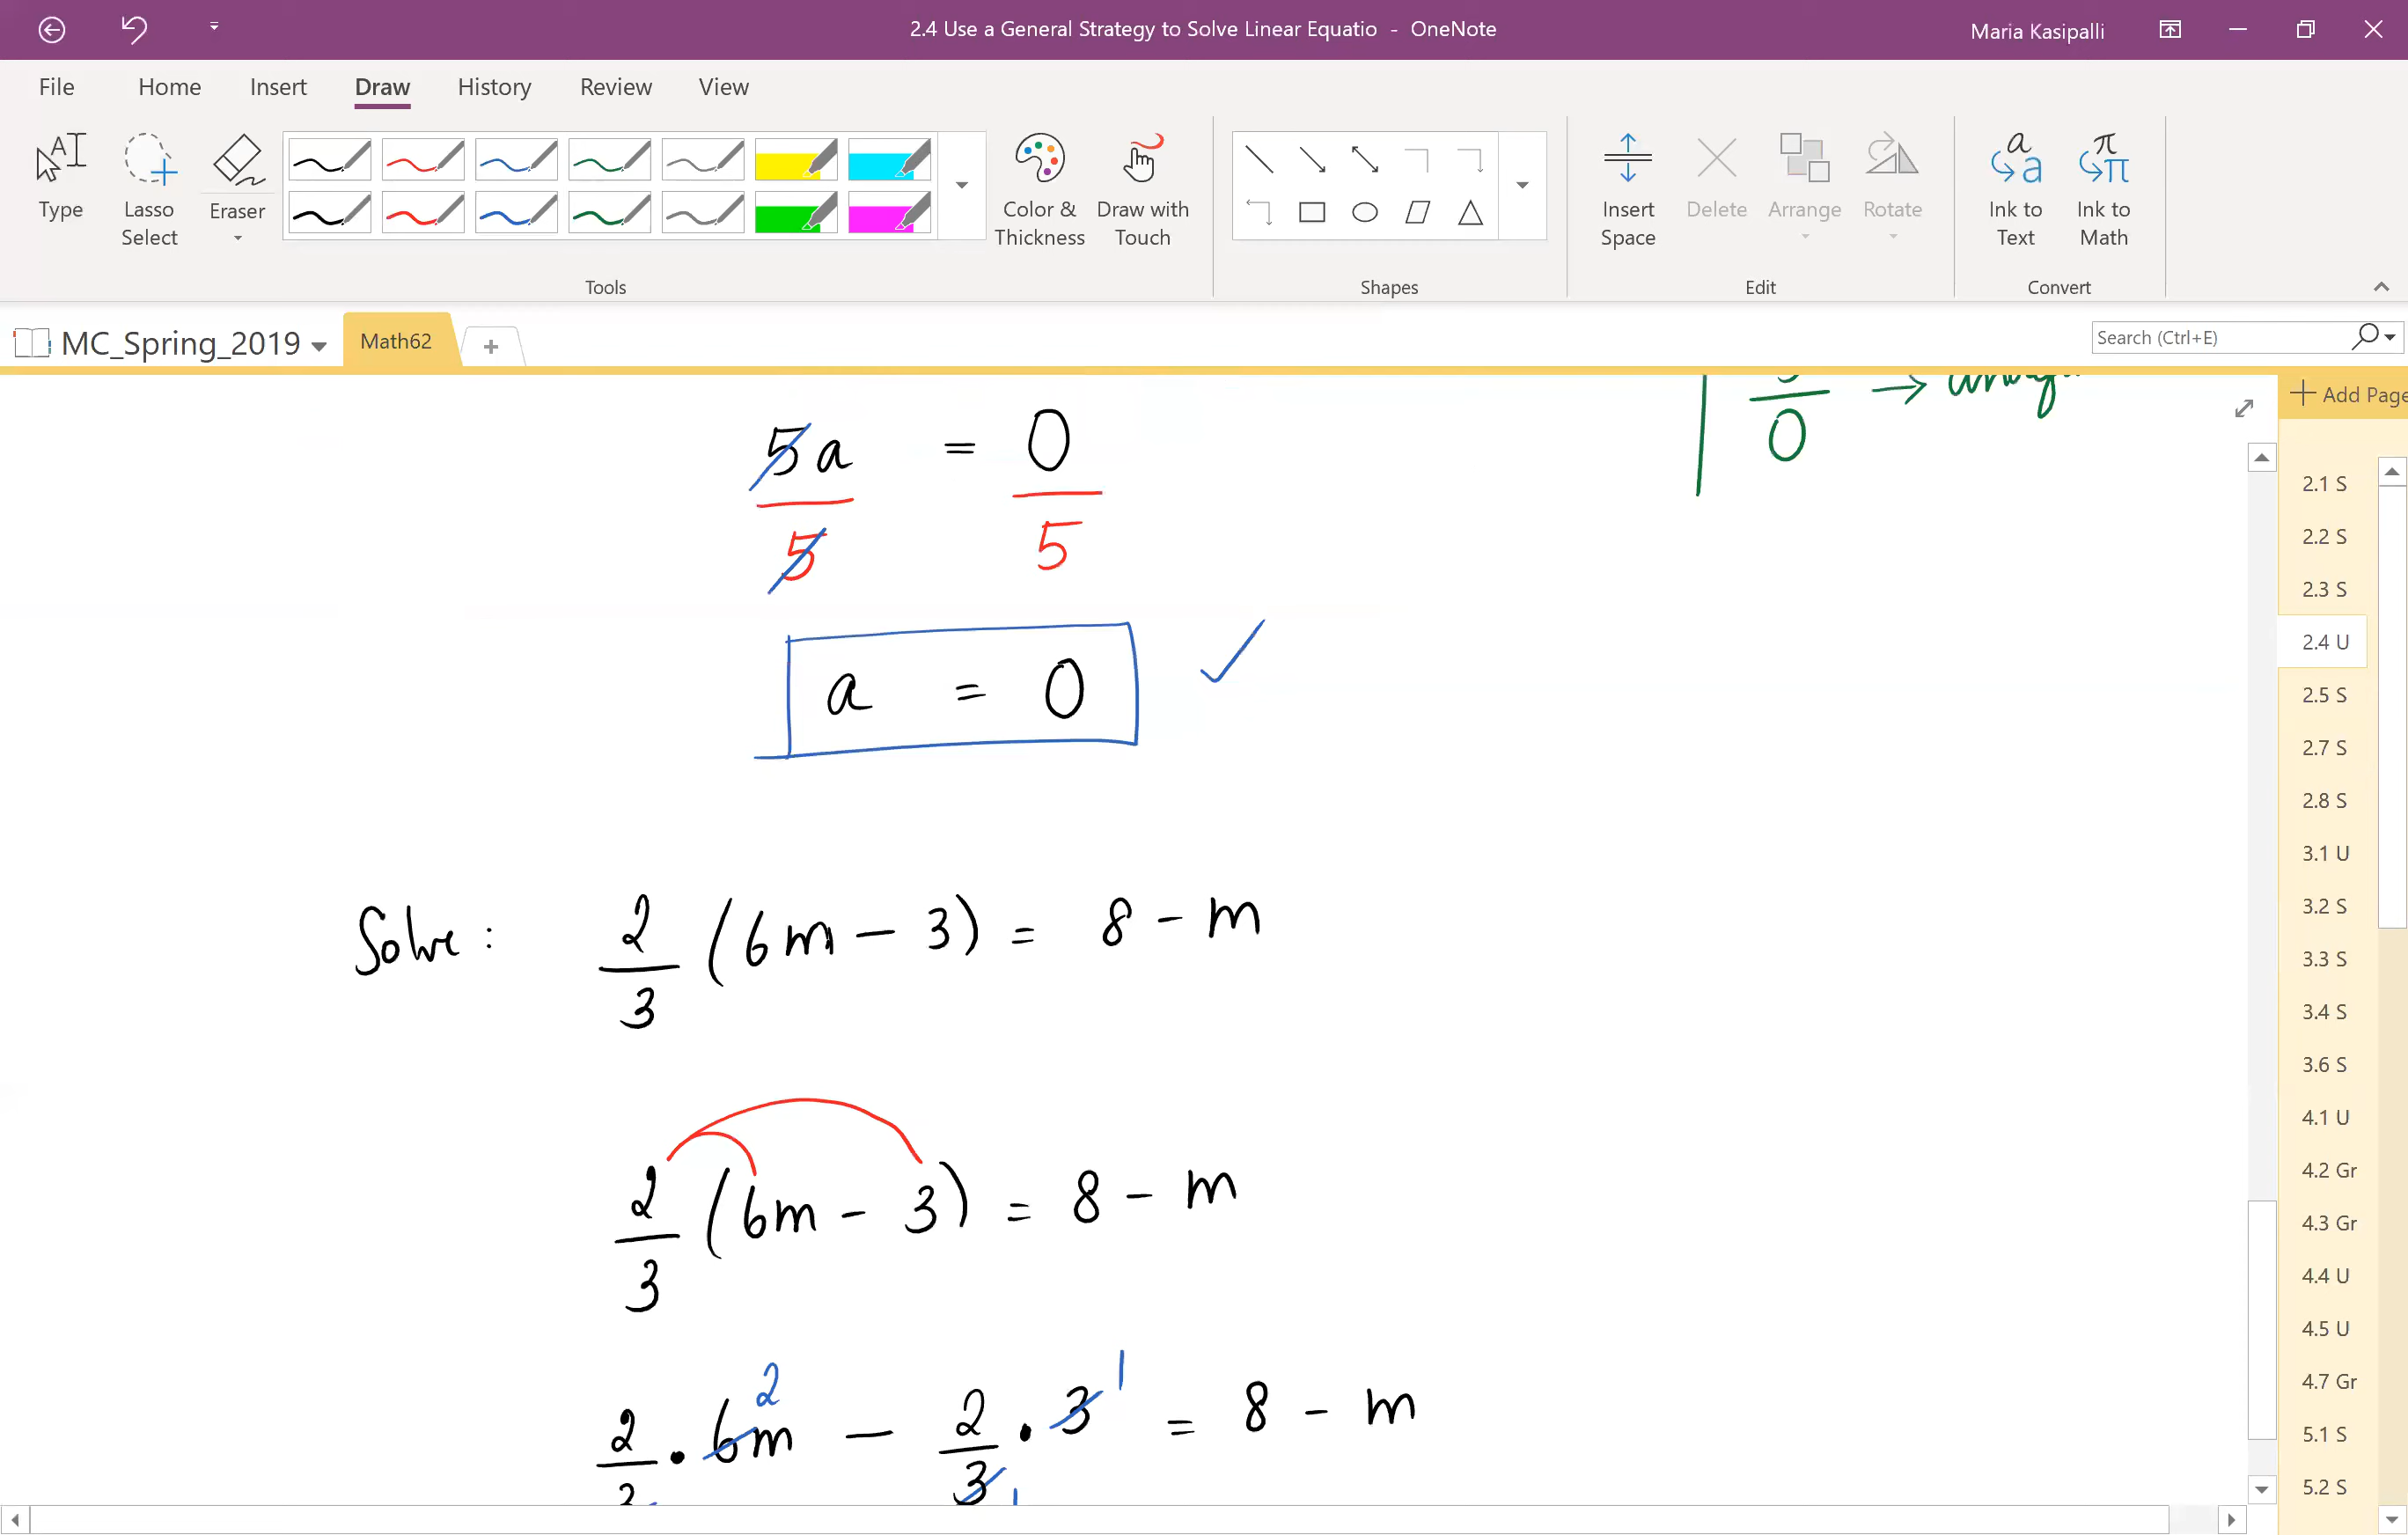 2.4 Use a General Strategy to Solve Linear Equatio - OneNote
Maria Kasipalli
File Home Insert Draw History Review View
Type
Lasso Select
Eraser
Color & Thickness
Draw with Touch
Insert Space
Delete
Arrange
Rotate
a a Ink to Text
π π Ink to Math
Tools
Shapes
Edit
Convert
MC_Spring_2019
Math62
+
Search (Ctrl+E)
0 →
5a = 0
5 5
a = 0 ✓
Solve : 2/3 (6m − 3) = 8 − m
2/3 (6m − 3) = 8 − m
2 1
2/3 · 6m − 2/3 · 3 = 8 − m
1
Add Page
2.1 S
2.2 S
2.3 S
2.4 U
2.5 S
2.7 S
2.8 S
3.1 U
3.2 S
3.3 S
3.4 S
3.6 S
4.1 U
4.2 Gr
4.3 Gr
4.4 U
4.5 U
4.7 Gr
5.1 S
5.2 S